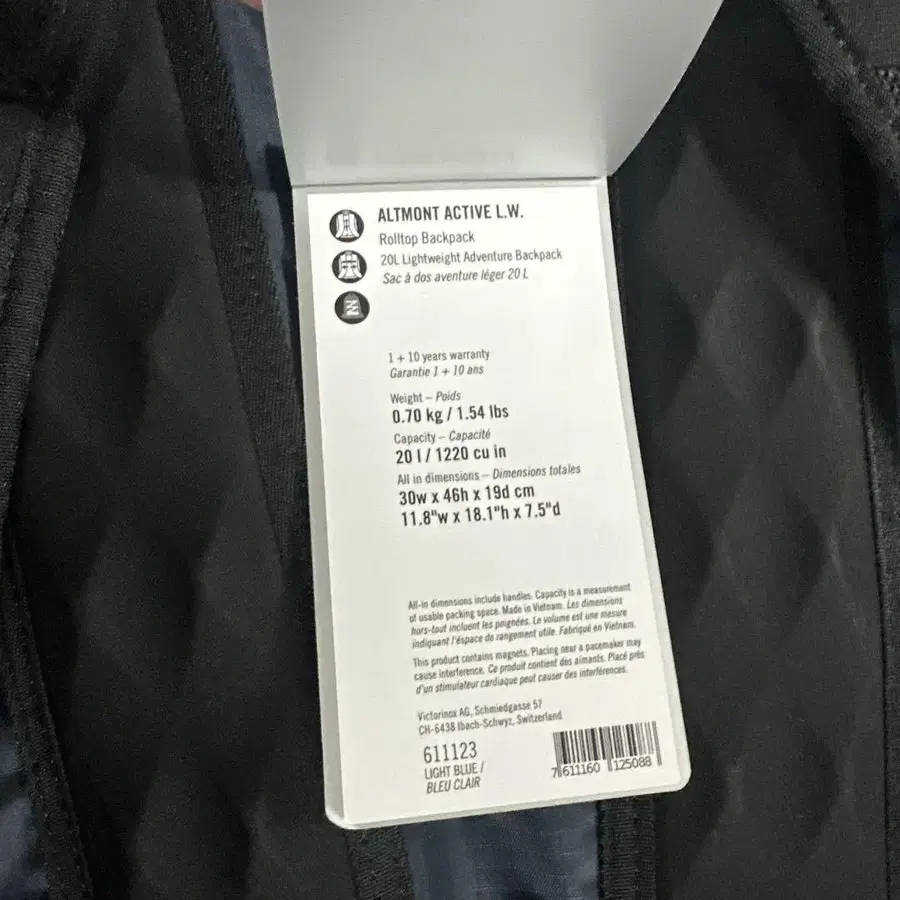 ALTMONT ACTIVE L.W.
Rolltop Backpack
20L Lightweight Adventure Backpack
Sac à dos aventure léger 20 L
1 + 10 years warranty
Garantie 1 + 10 ans
Weight – Poids
0.70 kg / 1.54 lbs
Capacity – Capacité
20 l / 1220 cu in
All in dimensions – Dimensions totales
30w x 46h x 19d cm
11.8"w x 18.1"h x 7.5"d
All-in dimensions include handles. Capacity is a measurement
of usable packing space. Made in Vietnam. Les dimensions
hors-tout incluent les poignées. Le volume est une mesure
indiquant l'éspace de rangement utile. Fabriqué en Vietnam.
This product contains magnets. Placing near a pacemaker may
cause interference. Ce produit contient des aimants. Placé près
d'un stimulateur cardiaque peut causer des interférences.
Victorinox AG, Schmiedgasse 57
CH-6438 Ibach-Schwyz, Switzerland
611123
LIGHT BLUE /
BLEU CLAIR
7 611160 125088